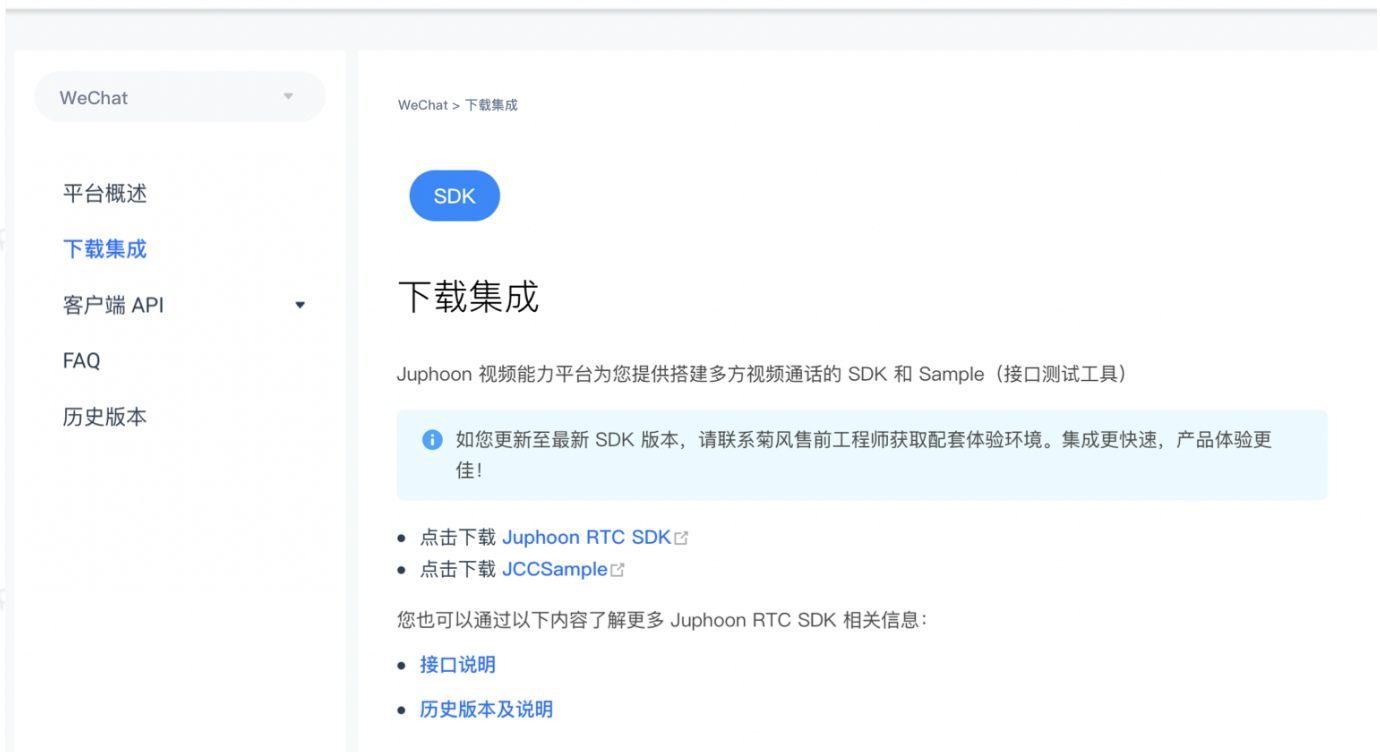 WeChat
平台概述
下载集成
客户端 API
FAQ
历史版本
WeChat > 下载集成
SDK
下载集成
Juphoon 视频能力平台为您提供搭建多方视频通话的 SDK 和 Sample（接口测试工具）
如您更新至最新 SDK 版本，请联系菊风售前工程师获取配套体验环境。集成更快速，产品体验更
佳！
点击下载 Juphoon RTC SDK
点击下载 JCCSample
您也可以通过以下内容了解更多 Juphoon RTC SDK 相关信息：
接口说明
历史版本及说明